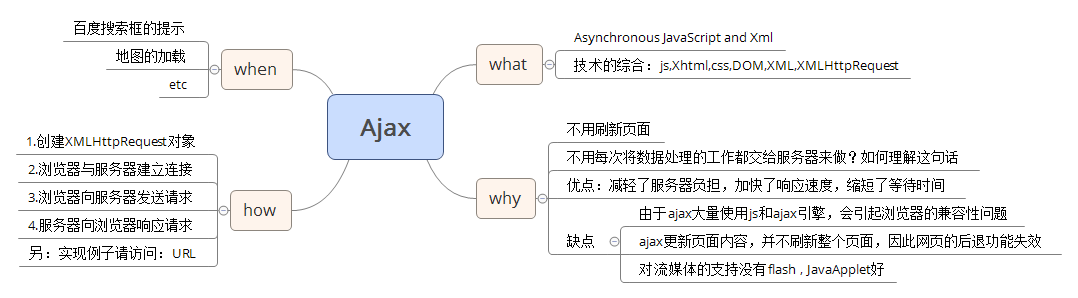 Ajax
what
Asynchronous JavaScript and Xml
技术的综合：js,Xhtml,css,DOM,XML,XMLHttpRequest
why
不用刷新页面
不用每次将数据处理的工作都交给服务器来做？如何理解这句话
优点：减轻了服务器负担，加快了响应速度，缩短了等待时间
缺点
由于ajax大量使用js和ajax引擎，会引起浏览器的兼容性问题
ajax更新页面内容，并不刷新整个页面，因此网页的后退功能失效
对流媒体的支持没有flash , JavaApplet好
when
百度搜索框的提示
地图的加载
etc
how
1.创建XMLHttpRequest对象
2.浏览器与服务器建立连接
3.浏览器向服务器发送请求
4.服务器向浏览器响应请求
另：实现例子请访问：URL